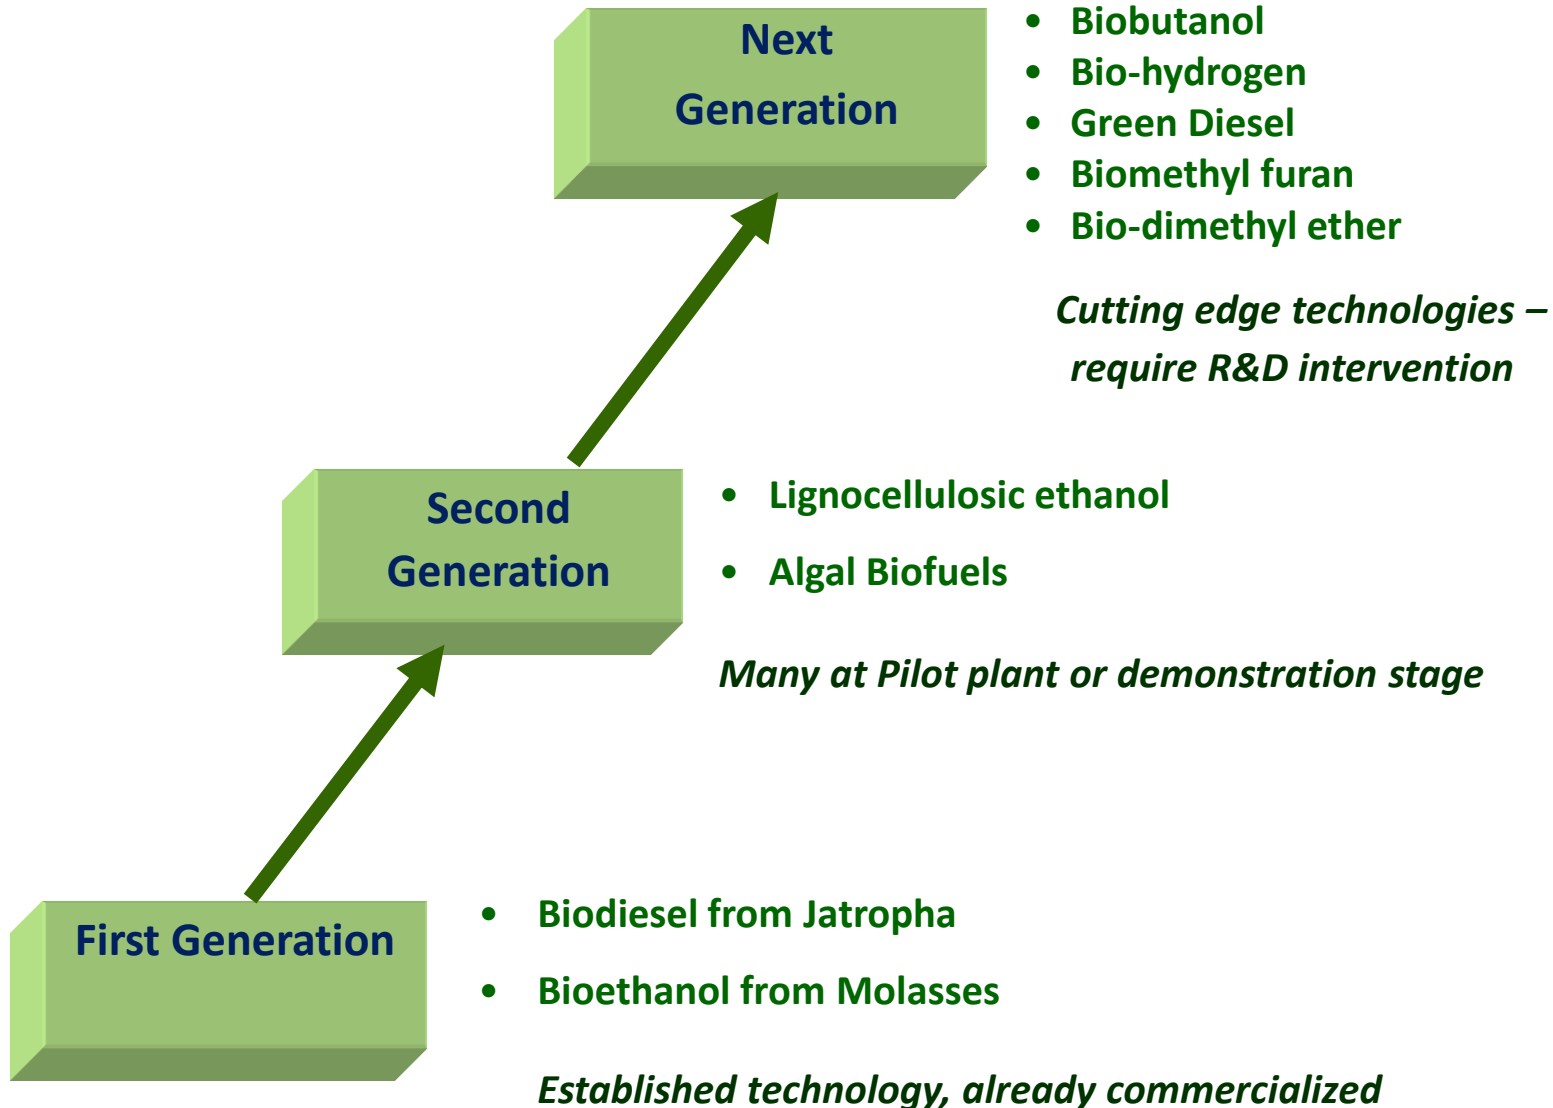 Next
Generation
• Biobutanol
• Bio-hydrogen
• Green Diesel
• Biomethyl furan
• Bio-dimethyl ether
Cutting edge technologies –
require R&D intervention
Second
Generation
• Lignocellulosic ethanol
• Algal Biofuels
Many at Pilot plant or demonstration stage
First Generation
• Biodiesel from Jatropha
• Bioethanol from Molasses
Established technology, already commercialized